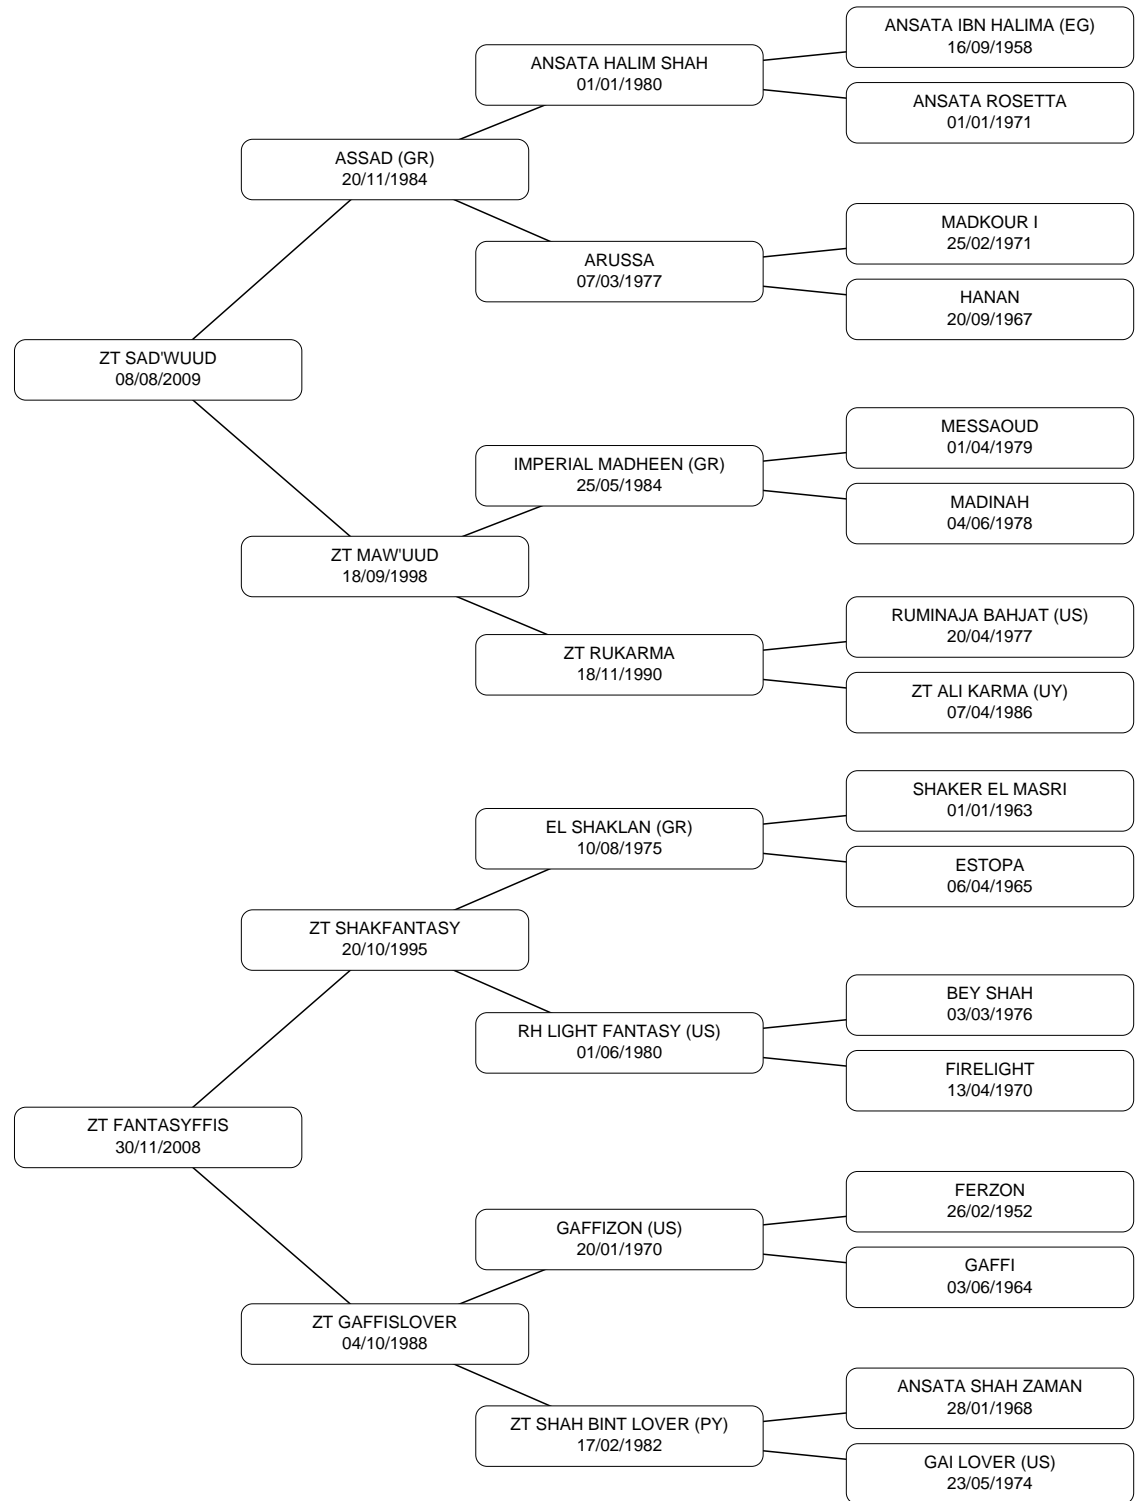 ANSATA IBN HALIMA (EG)
16/09/1958
ANSATA HALIM SHAH
01/01/1980
ANSATA ROSETTA
01/01/1971
ASSAD (GR)
20/11/1984
MADKOUR I
25/02/1971
ARUSSA
07/03/1977
HANAN
20/09/1967
ZT SAD'WUUD
08/08/2009
MESSAOUD
01/04/1979
IMPERIAL MADHEEN (GR)
25/05/1984
MADINAH
04/06/1978
ZT MAW'UUD
18/09/1998
RUMINAJA BAHJAT (US)
20/04/1977
ZT RUKARMA
18/11/1990
ZT ALI KARMA (UY)
07/04/1986
SHAKER EL MASRI
01/01/1963
EL SHAKLAN (GR)
10/08/1975
ESTOPA
06/04/1965
ZT SHAKFANTASY
20/10/1995
BEY SHAH
03/03/1976
RH LIGHT FANTASY (US)
01/06/1980
FIRELIGHT
13/04/1970
ZT FANTASYFFIS
30/11/2008
FERZON
26/02/1952
GAFFIZON (US)
20/01/1970
GAFFI
03/06/1964
ZT GAFFISLOVER
04/10/1988
ANSATA SHAH ZAMAN
28/01/1968
ZT SHAH BINT LOVER (PY)
17/02/1982
GAI LOVER (US)
23/05/1974